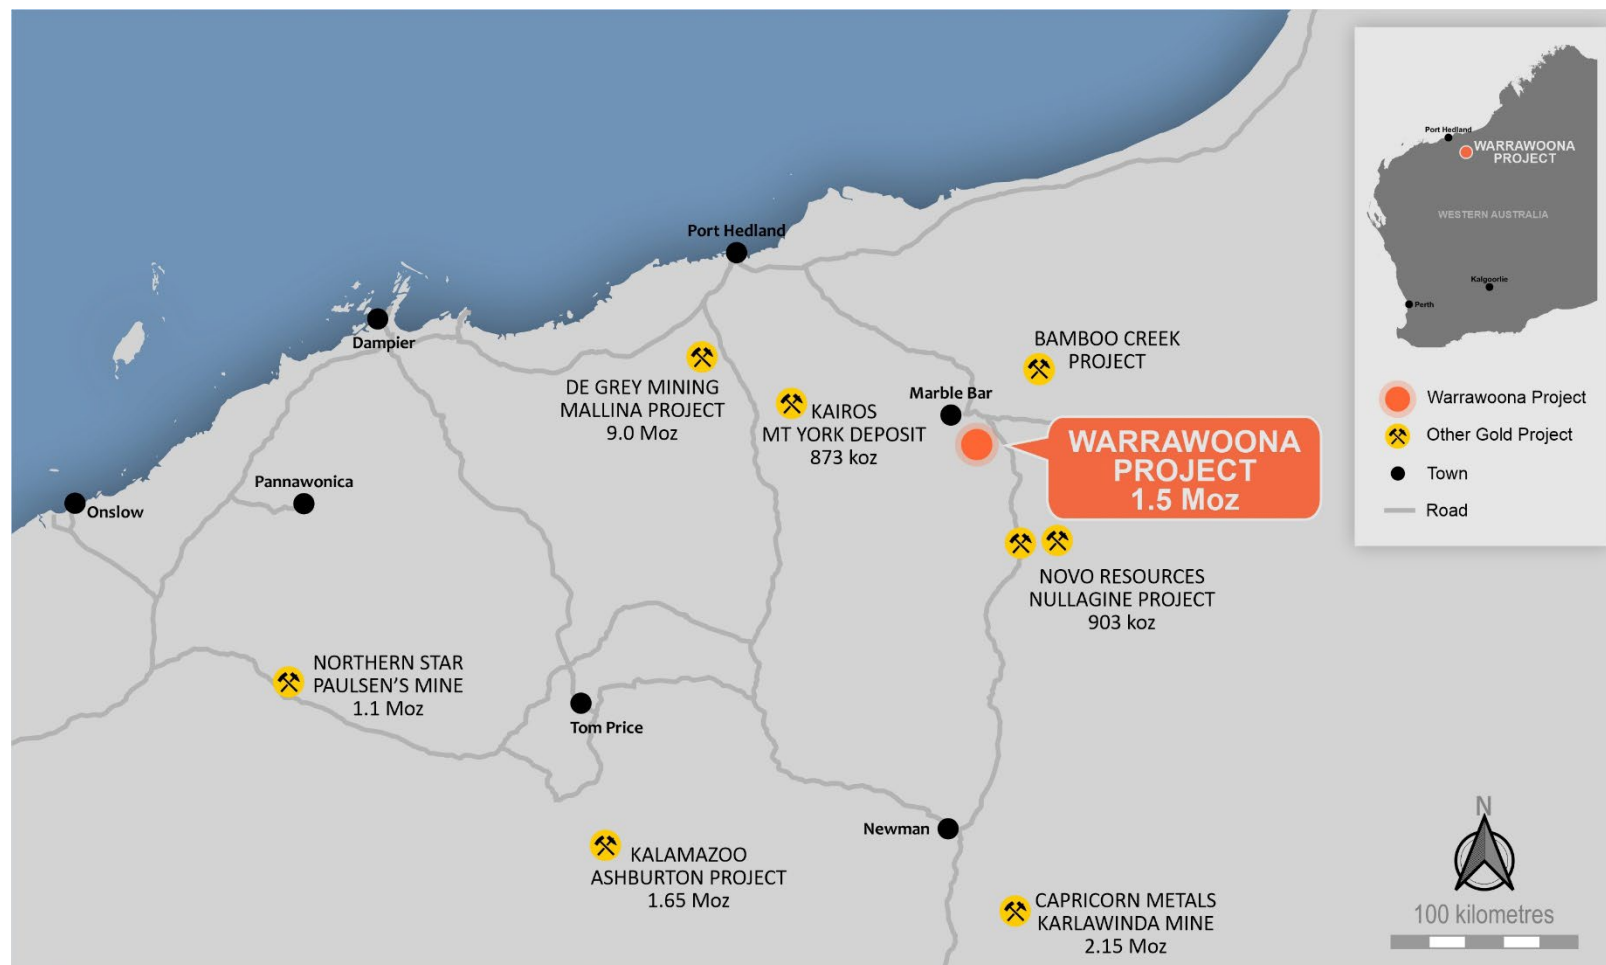 Port Hedland
Dampier
DE GREY MINING
MALLINA PROJECT
9.0 Moz
KAIROS
MT YORK DEPOSIT
873 koz
Marble Bar
BAMBOO CREEK
PROJECT
WARRAWOONA
PROJECT
1.5 Moz
Pannawonica
Onslow
NOVO RESOURCES
NULLAGINE PROJECT
903 koz
NORTHERN STAR
PAULSEN'S MINE
1.1 Moz
Tom Price
Newman
KALAMAZOO
ASHBURTON PROJECT
1.65 Moz
CAPRICORN METALS
KARLAWINDA MINE
2.15 Moz
Port Hedland
WARRAWOONA
PROJECT
WESTERN AUSTRALIA
Kalgoorlie
Perth
Warrawoona Project
Other Gold Project
Town
Road
N
100 kilometres